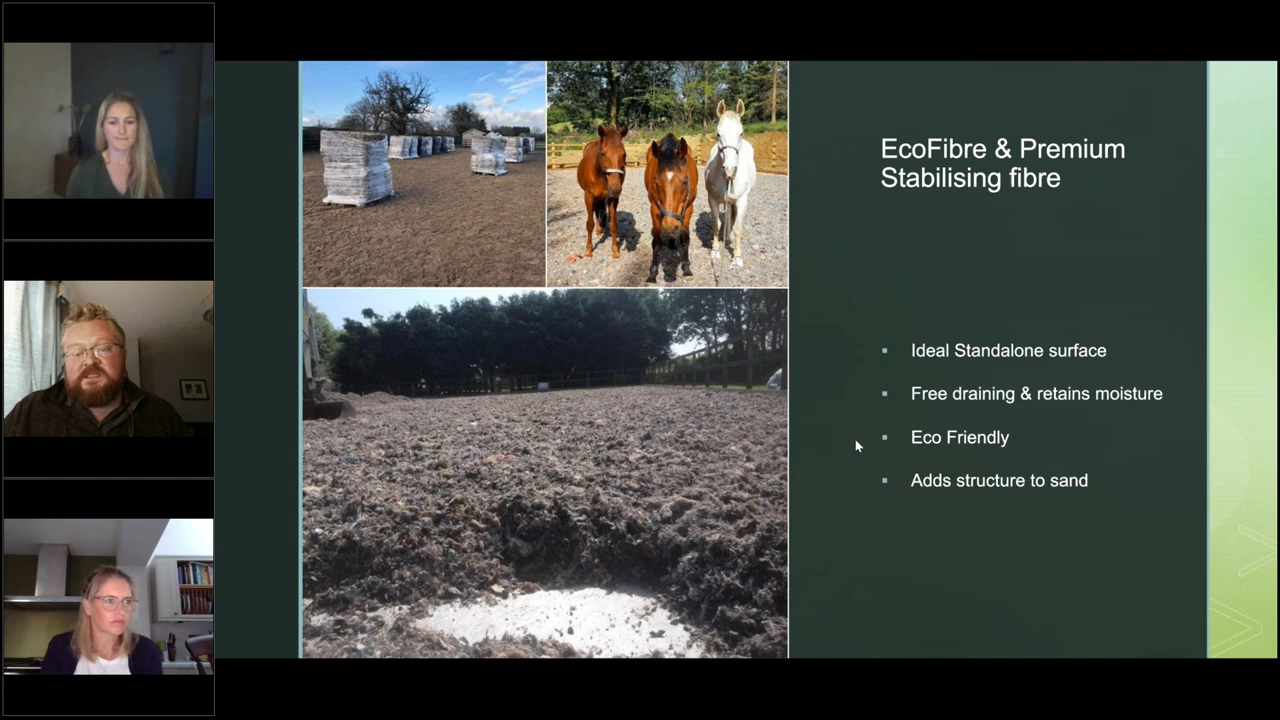 EcoFibre & Premium
Stabilising fibre
Ideal Standalone surface
Free draining & retains moisture
Eco Friendly
Adds structure to sand